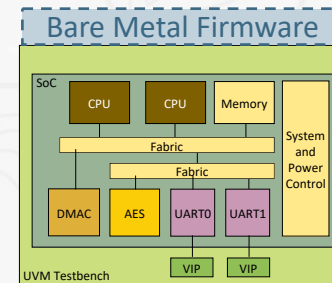 Bare Metal Firmware
SoC
CPU
CPU
Memory
System
and
Power
Control
Fabric
Fabric
DMAC
AES
UART0
UART1
VIP
VIP
UVM Testbench